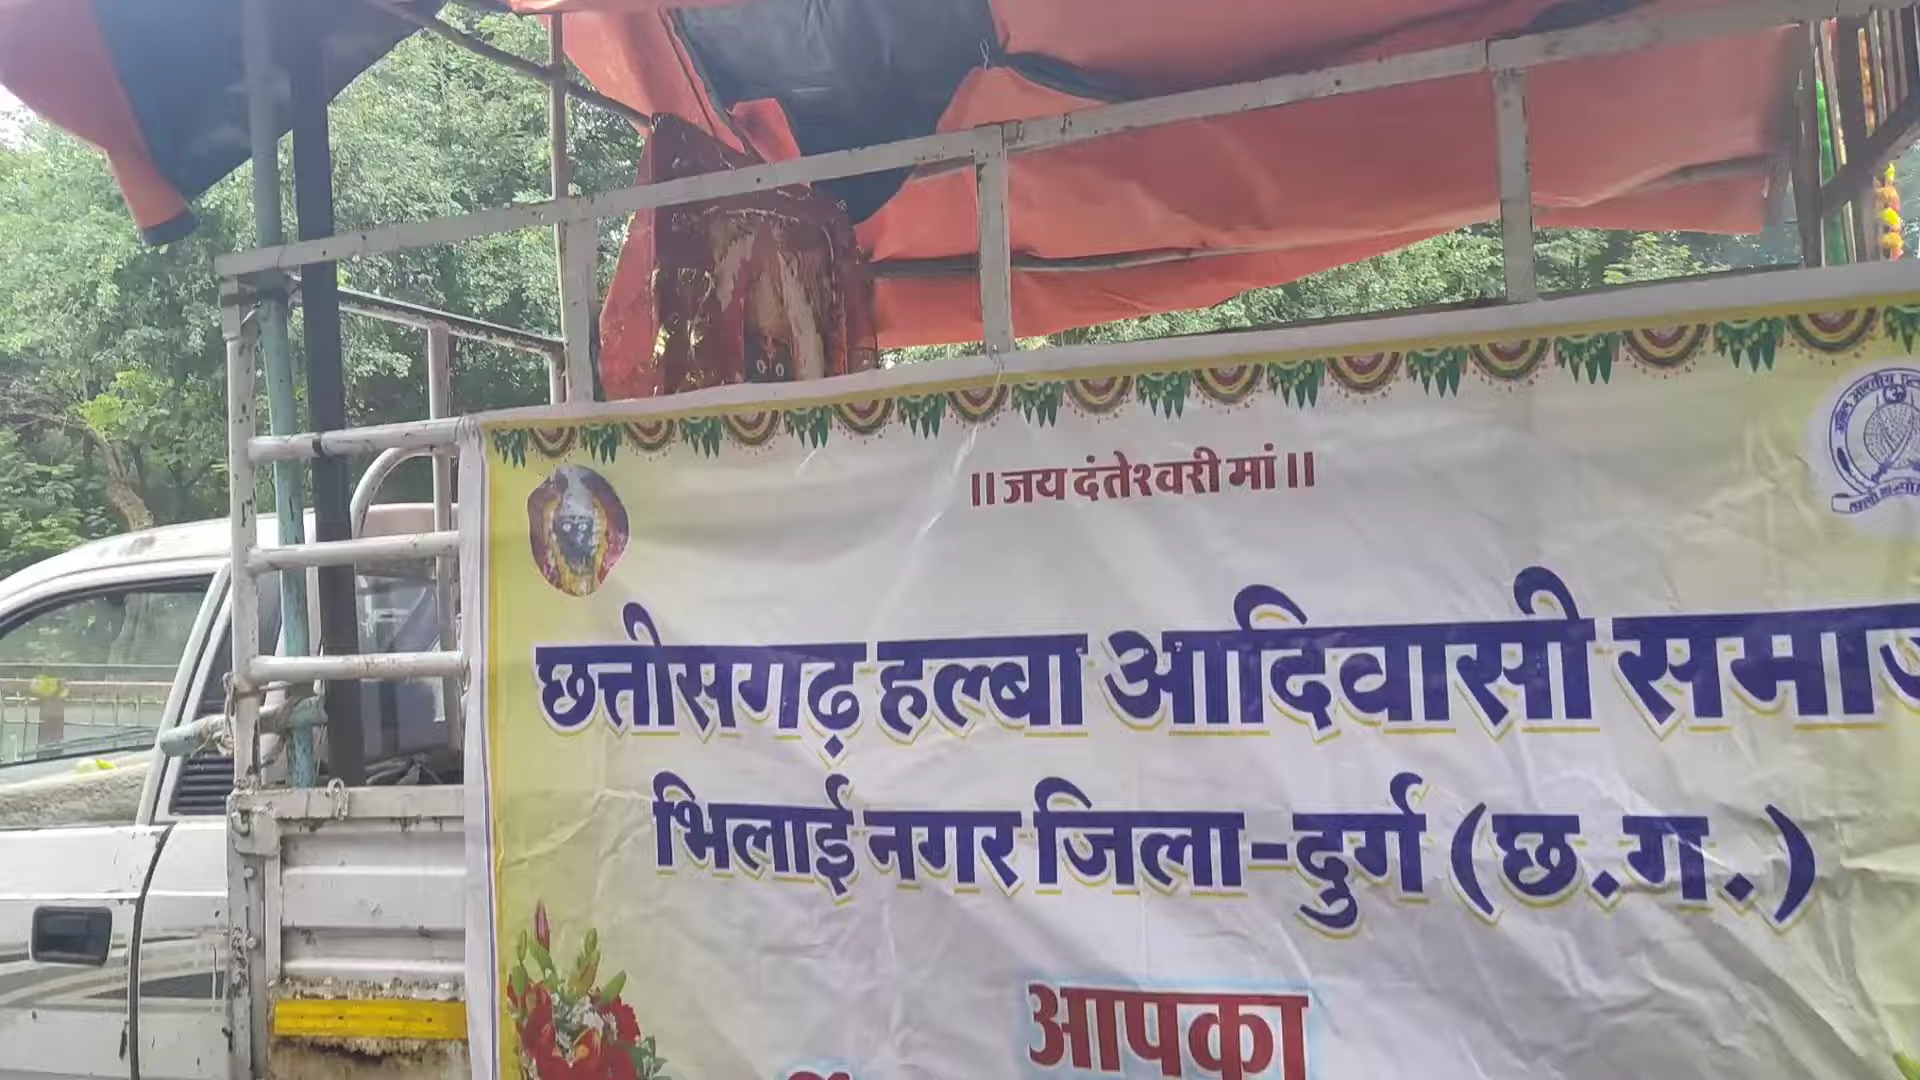 ॥ जय दंतेश्वरी मां ॥
छत्तीसगढ़ हल्बा आदिवासी समाज
भिलाई नगर जिला-दुर्ग (छ.ग.)
आपका